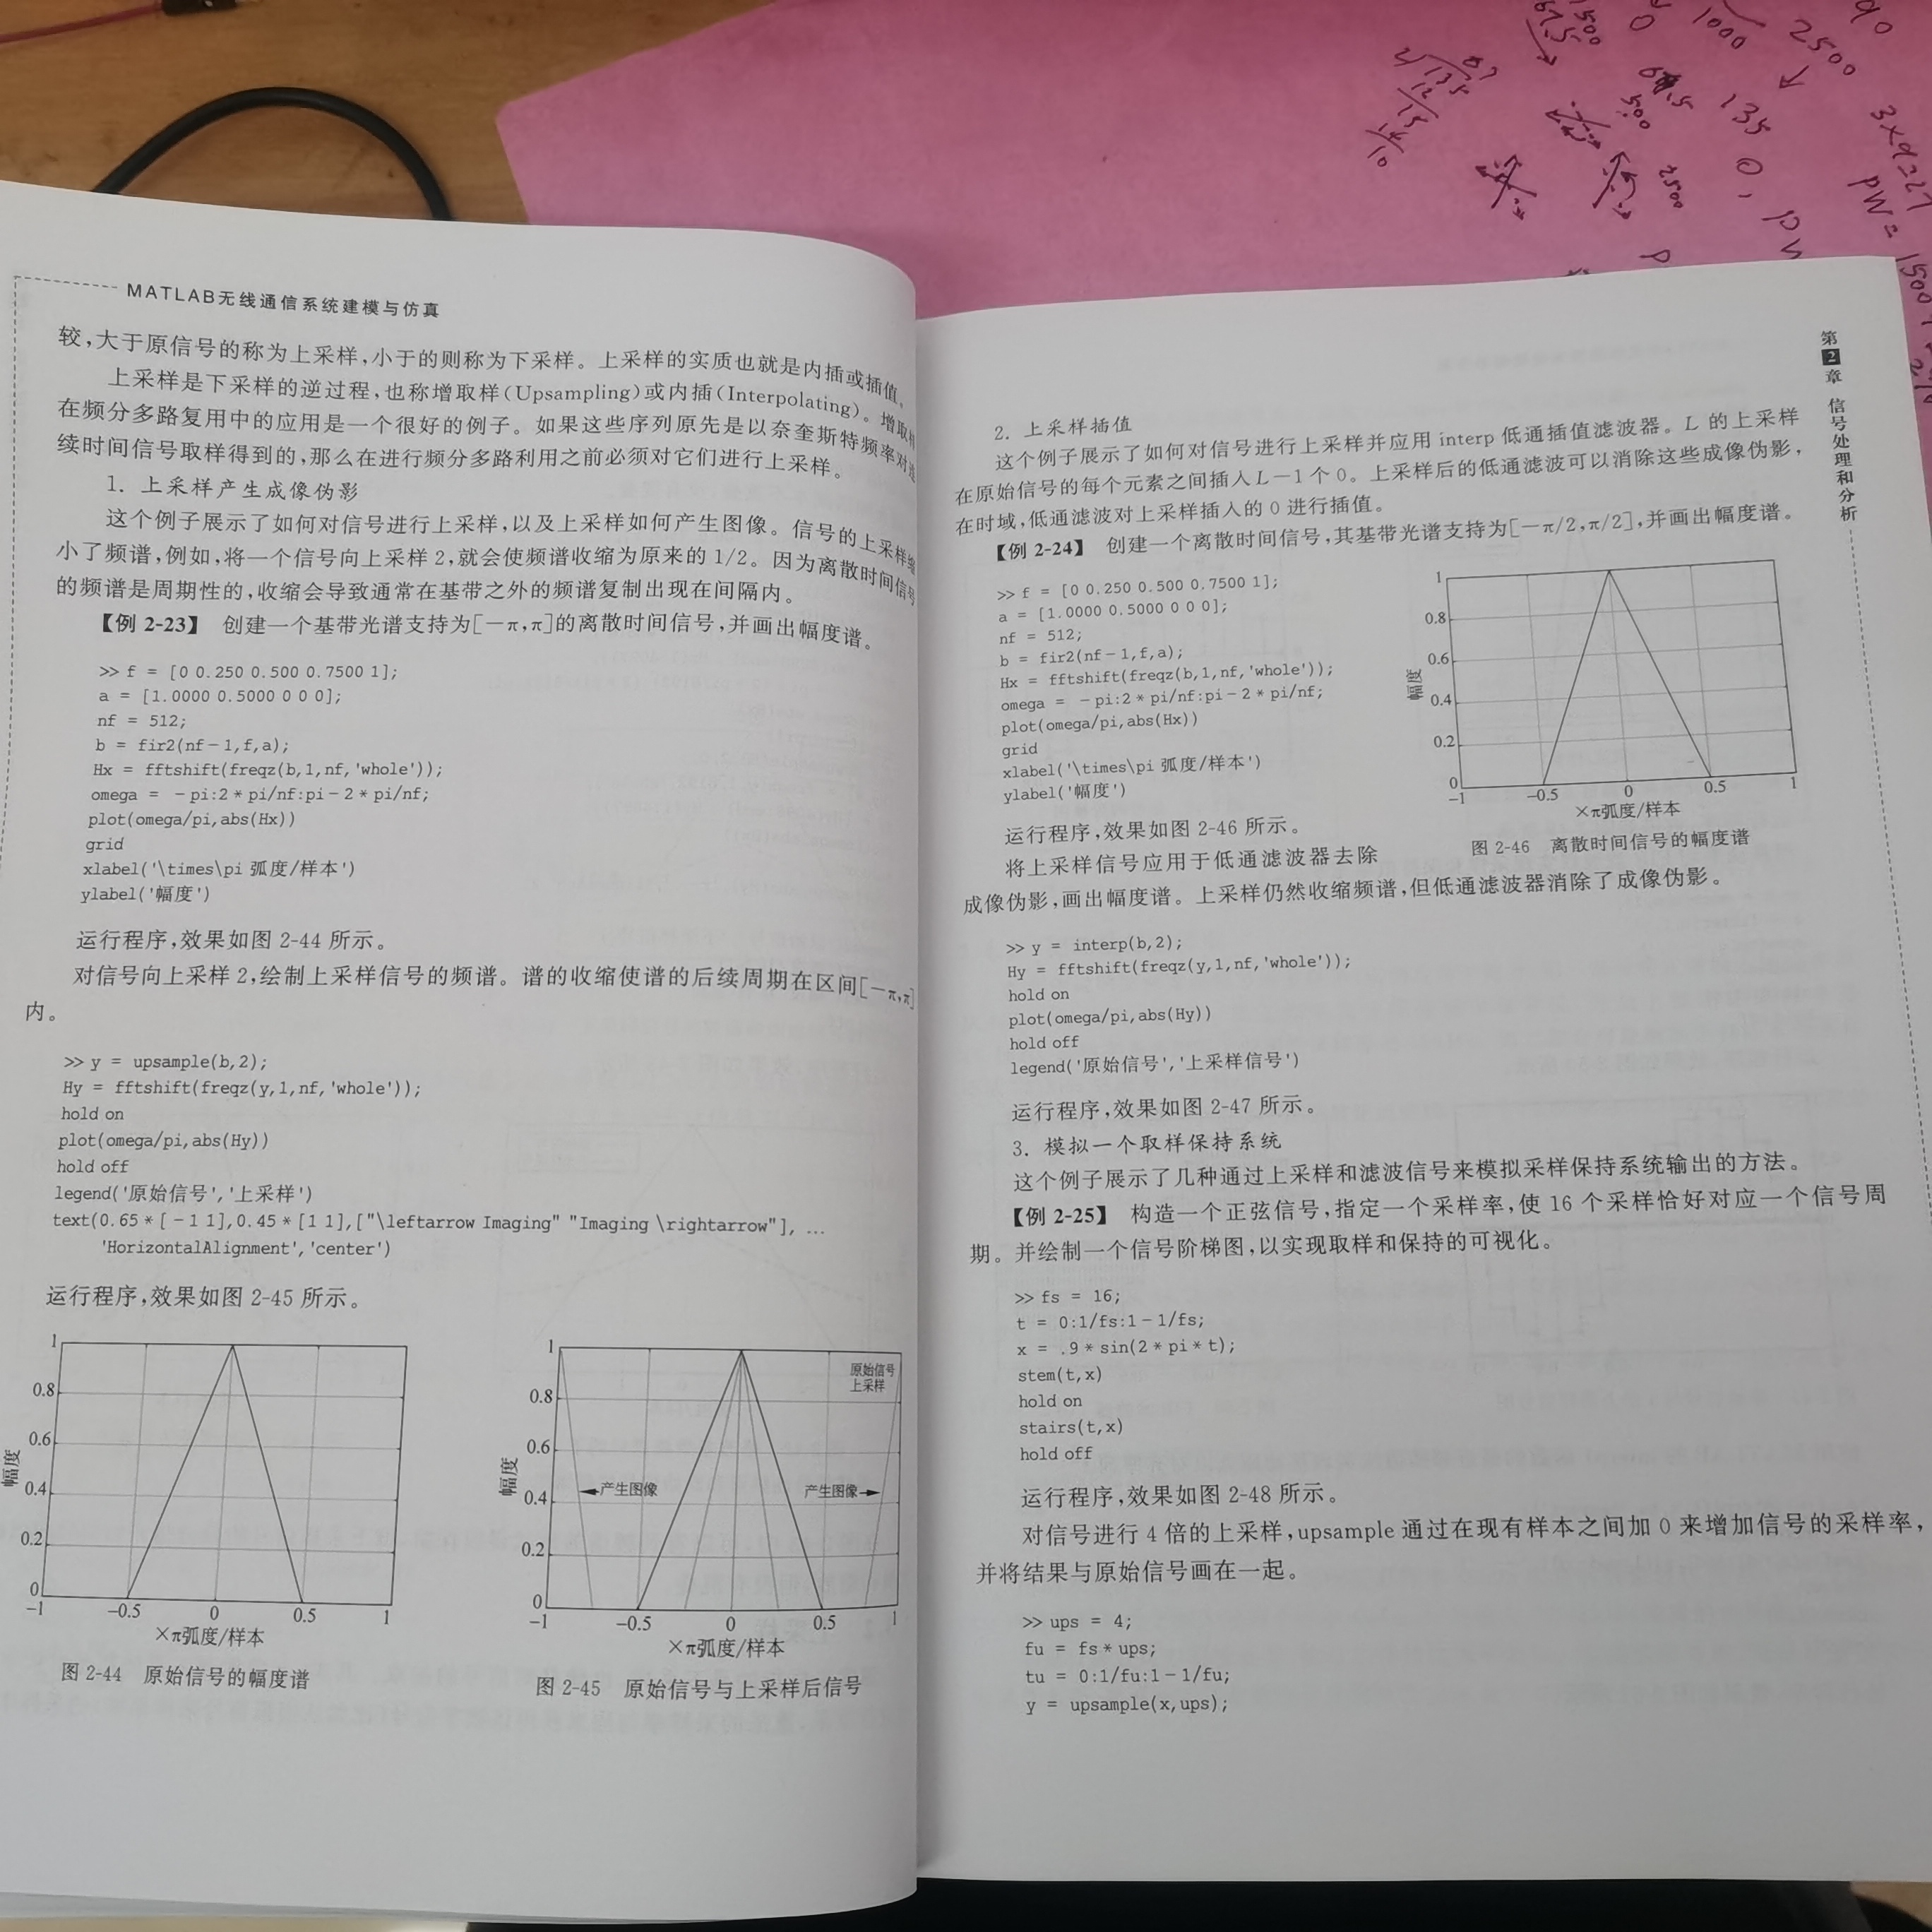 MATLAB无线通信系统建模与仿真
较,大于原信号的称为上采样,小于的则称为下采样。上采样的实质也就是内插或插值。
上采样是下采样的逆过程,也称增取样(Upsampling)或内插(Interpolating)。增取样
在频分多路复用中的应用是一个很好的例子。如果这些序列原先是以奈奎斯特频率对连
续时间信号取样得到的,那么在进行频分多路利用之前必须对它们进行上采样。
1. 上采样产生成像伪影
这个例子展示了如何对信号进行上采样,以及上采样如何产生图像。信号的上采样缩
小了频谱,例如,将一个信号向上采样 2,就会使频谱收缩为原来的 1/2。因为离散时间信号
的频谱是周期性的,收缩会导致通常在基带之外的频谱复制出现在间隔内。
【例 2-23】 创建一个基带光谱支持为[-π,π]的离散时间信号,并画出幅度谱。
>> f = [0 0.250 0.500 0.7500 1];
a = [1.0000 0.5000 0 0 0];
nf = 512;
b = fir2(nf-1,f,a);
Hx = fftshift(freqz(b,1,nf,'whole'));
omega = -pi:2*pi/nf:pi-2*pi/nf;
plot(omega/pi,abs(Hx))
grid
xlabel('\times\pi 弧度/样本')
ylabel('幅度')
运行程序,效果如图 2-44 所示。
对信号向上采样 2,绘制上采样信号的频谱。谱的收缩使谱的后续周期在区间[-π,π]
内。
>> y = upsample(b,2);
Hy = fftshift(freqz(y,1,nf,'whole'));
hold on
plot(omega/pi,abs(Hy))
hold off
legend('原始信号','上采样')
text(0.65*[-1 1],0.45*[1 1],["\leftarrow Imaging" "Imaging \rightarrow"], ...
'HorizontalAlignment','center')
运行程序,效果如图 2-45 所示。
1
0.8
0.6
0.4
0.2
0
幅度
-1 -0.5 0 0.5 1
×π弧度/样本
图 2-44 原始信号的幅度谱
1
0.8
0.6
0.4
0.2
0
幅度
原始信号
上采样
产生图像 产生图像
-1 -0.5 0 0.5 1
×π弧度/样本
图 2-45 原始信号与上采样后信号
第2章 信号处理和分析
2. 上采样插值
这个例子展示了如何对信号进行上采样并应用 interp 低通插值滤波器。L 的上采样
在原始信号的每个元素之间插入 L-1 个 0。上采样后的低通滤波可以消除这些成像伪影,
在时域,低通滤波对上采样插入的 0 进行插值。
【例 2-24】 创建一个离散时间信号,其基带光谱支持为[-π/2,π/2],并画出幅度谱。
>> f = [0 0.250 0.500 0.7500 1];
a = [1.0000 0.5000 0 0 0];
nf = 512;
b = fir2(nf-1,f,a);
Hx = fftshift(freqz(b,1,nf,'whole'));
omega = -pi:2*pi/nf:pi-2*pi/nf;
plot(omega/pi,abs(Hx))
grid
xlabel('\times\pi 弧度/样本')
ylabel('幅度')
1
0.8
0.6
0.4
0.2
0
幅度
-1 -0.5 0 0.5 1
×π弧度/样本
图 2-46 离散时间信号的幅度谱
运行程序,效果如图 2-46 所示。
将上采样信号应用于低通滤波器去除
成像伪影,画出幅度谱。上采样仍然收缩频谱,但低通滤波器消除了成像伪影。
>> y = interp(b,2);
Hy = fftshift(freqz(y,1,nf,'whole'));
hold on
plot(omega/pi,abs(Hy))
hold off
legend('原始信号','上采样信号')
运行程序,效果如图 2-47 所示。
3. 模拟一个取样保持系统
这个例子展示了几种通过上采样和滤波信号来模拟采样保持系统输出的方法。
【例 2-25】 构造一个正弦信号,指定一个采样率,使 16 个采样恰好对应一个信号周
期。并绘制一个信号阶梯图,以实现取样和保持的可视化。
>> fs = 16;
t = 0:1/fs:1-1/fs;
x = .9*sin(2*pi*t);
stem(t,x)
hold on
stairs(t,x)
hold off
运行程序,效果如图 2-48 所示。
对信号进行 4 倍的上采样,upsample 通过在现有样本之间加 0 来增加信号的采样率,
并将结果与原始信号画在一起。
>> ups = 4;
fu = fs*ups;
tu = 0:1/fu:1-1/fu;
y = upsample(x,ups);
1000
2500
135
500
2500